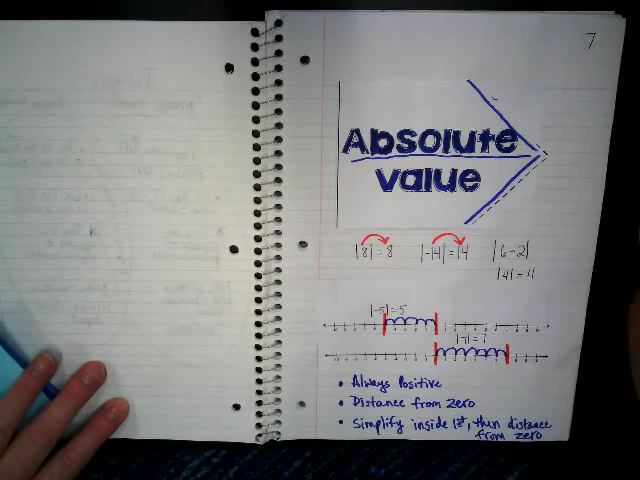 7
Absolute
value
|8| = 8
|-14| = 14
|6-2|
|4| = 4
|-5| = 5
|7| = 7
• Always Positive
• Distance from zero
• Simplify inside 1st, then distance
from zero